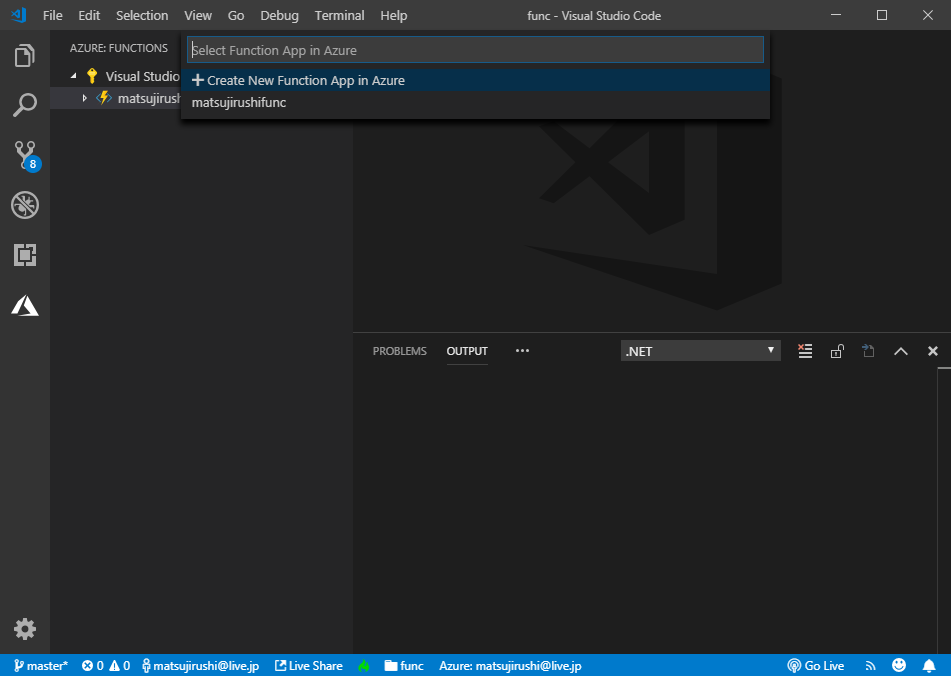 File Edit Selection View Go Debug Terminal Help func - Visual Studio Code
AZURE: FUNCTIONS
Select Function App in Azure
Visual Studio
Create New Function App in Azure
matsujirush
matsujirushifunc
8
PROBLEMS OUTPUT ••• .NET
master* 0 0 matsujirushi@live.jp Live Share func Azure: matsujirushi@live.jp Go Live